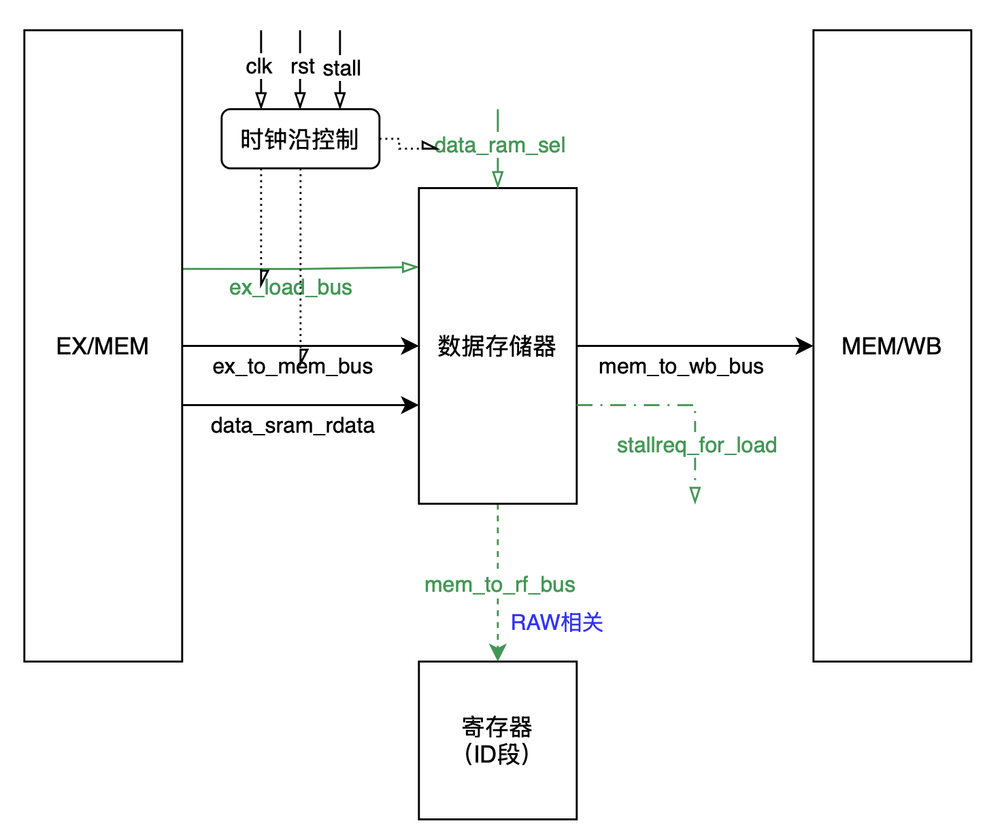 clk
rst
stall
时钟沿控制
data_ram_sel
ex_load_bus
EX/MEM
数据存储器
MEM/WB
ex_to_mem_bus
mem_to_wb_bus
data_sram_rdata
stallreq_for_load
mem_to_rf_bus
RAW相关
寄存器
（ID段）